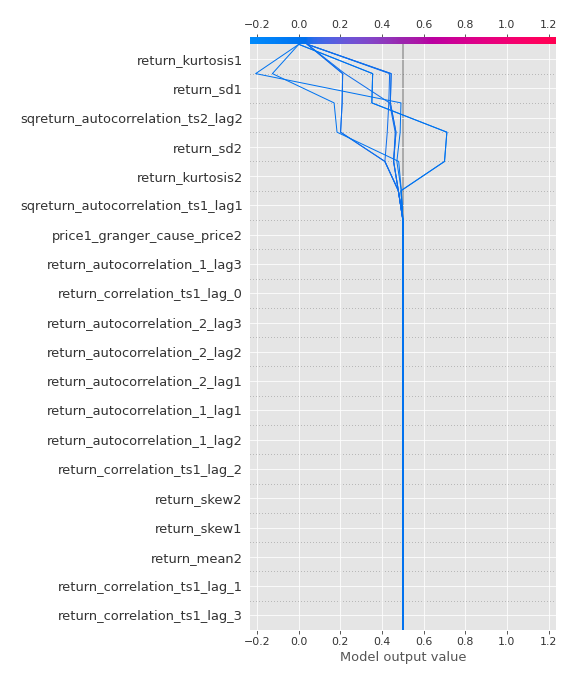 −0.2 0.0 0.2 0.4 0.6 0.8 1.0 1.2
return_kurtosis1
return_sd1
sqreturn_autocorrelation_ts2_lag2
return_sd2
return_kurtosis2
sqreturn_autocorrelation_ts1_lag1
price1_granger_cause_price2
return_autocorrelation_1_lag3
return_correlation_ts1_lag_0
return_autocorrelation_2_lag3
return_autocorrelation_2_lag2
return_autocorrelation_2_lag1
return_autocorrelation_1_lag1
return_autocorrelation_1_lag2
return_correlation_ts1_lag_2
return_skew2
return_skew1
return_mean2
return_correlation_ts1_lag_1
return_correlation_ts1_lag_3
−0.2 0.0 0.2 0.4 0.6 0.8 1.0 1.2
Model output value